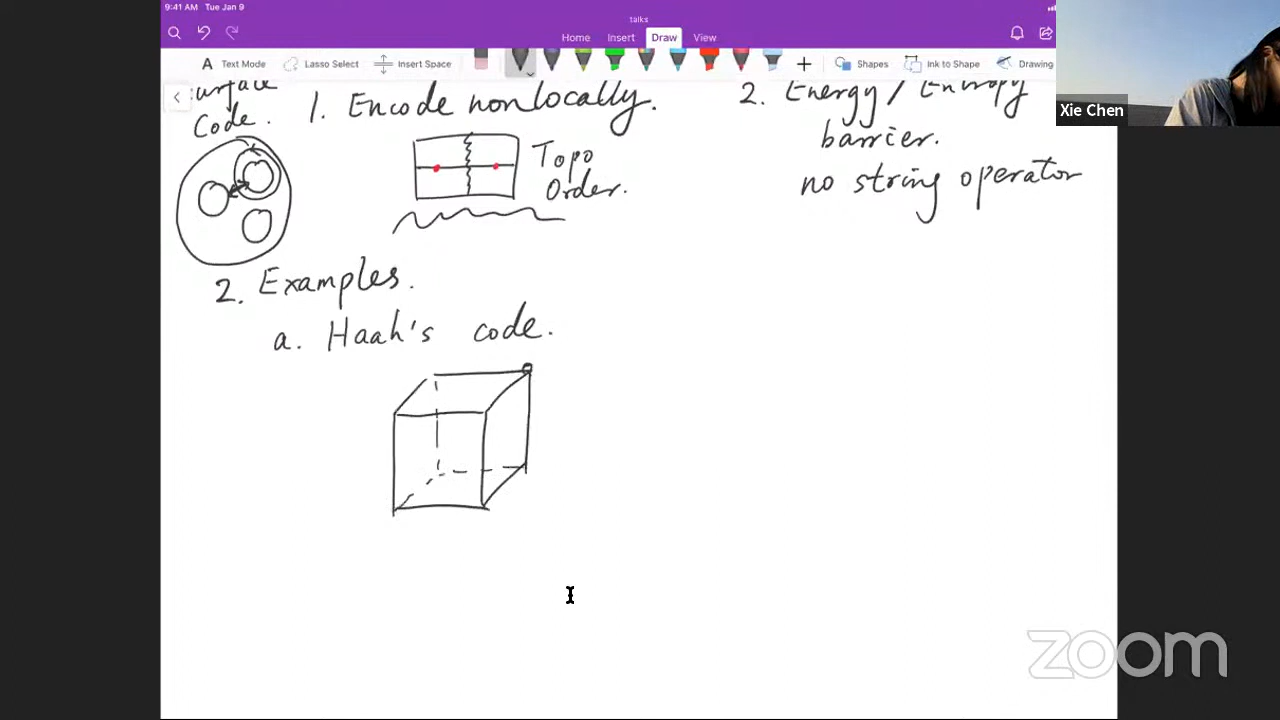 9:41 AM Tue Jan 9
talks
Home Insert Draw View
Text Mode Lasso Select Insert Space Shapes Ink to Shape Drawing
Xie Chen
Code.
1. Encode nonlocally.
Topo
Order.
2. Energy / Entropy
barrier.
no string operator
2. Examples.
a. Haah's code.
zoom